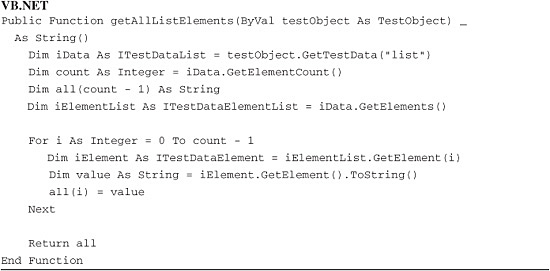 VB.NET
Public Function getAllListElements(ByVal testObject As TestObject) _
As String()
Dim iData As ITestDataList = testObject.GetTestData("list")
Dim count As Integer = iData.GetElementCount()
Dim all(count - 1) As String
Dim iElementList As ITestDataElementList = iData.GetElements()
For i As Integer = 0 To count - 1
Dim iElement As ITestDataElement = iElementList.GetElement(i)
Dim value As String = iElement.GetElement().ToString()
all(i) = value
Next
Return all
End Function